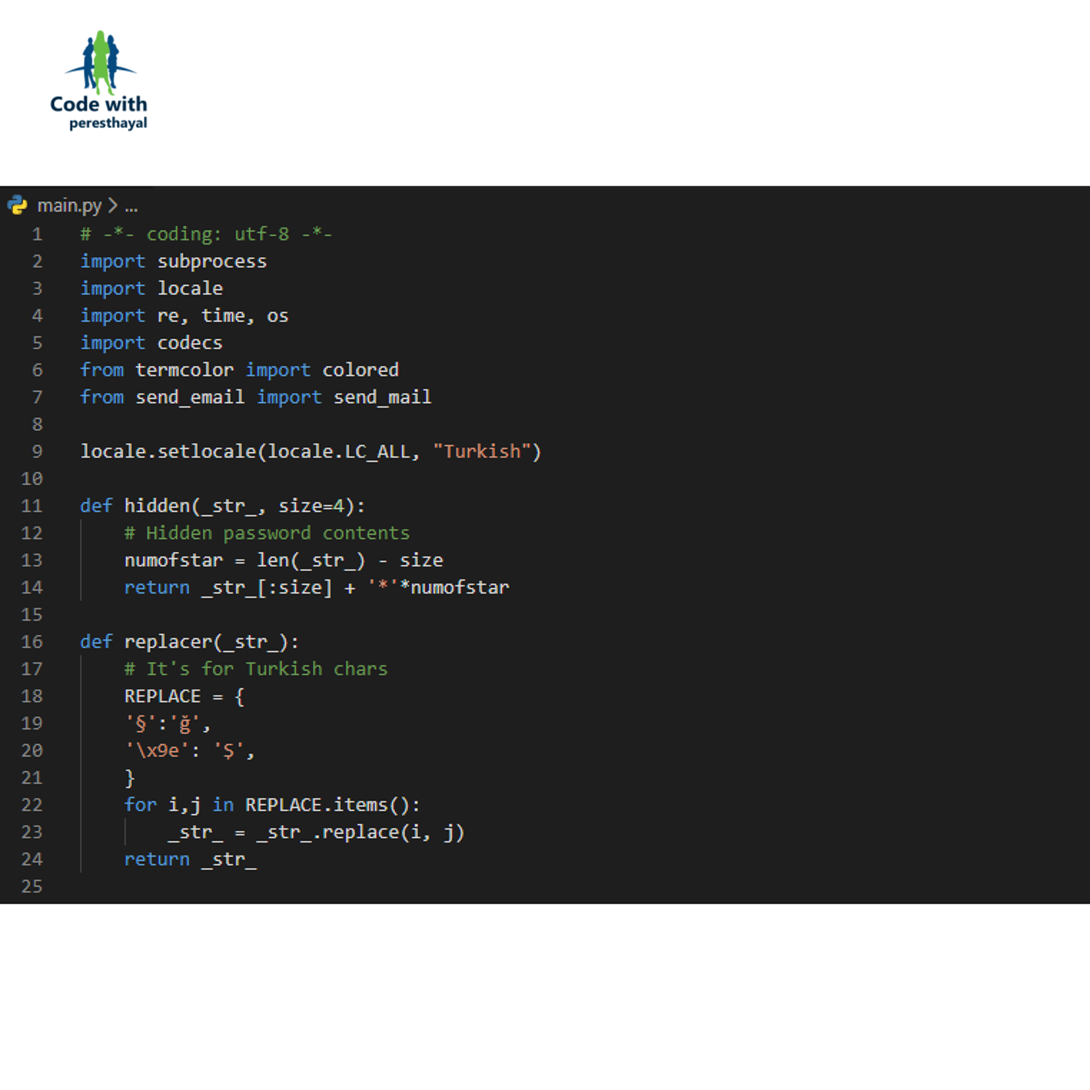 Code with
peresthayal
main.py > ...
1 # -*- coding: utf-8 -*-
2 import subprocess
3 import locale
4 import re, time, os
5 import codecs
6 from termcolor import colored
7 from send_email import send_mail
8
9 locale.setlocale(locale.LC_ALL, "Turkish")
10
11 def hidden(_str_, size=4):
12     # Hidden password contents
13     numofstar = len(_str_) - size
14     return _str_[:size] + '*'*numofstar
15
16 def replacer(_str_):
17     # It's for Turkish chars
18     REPLACE = {
19     '§':'ğ',
20     '\x9e': 'Ş',
21     }
22     for i,j in REPLACE.items():
23         _str_ = _str_.replace(i, j)
24     return _str_
25